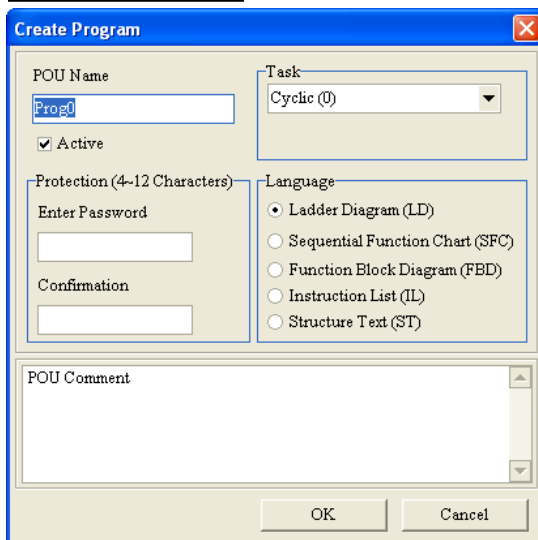 Create Program
POU Name
Prog0
Active
Task
Cyclic (0)
Protection (4~12 Characters)
Enter Password
Confirmation
Language
Ladder Diagram (LD)
Sequential Function Chart (SFC)
Function Block Diagram (FBD)
Instruction List (IL)
Structure Text (ST)
POU Comment
OK
Cancel